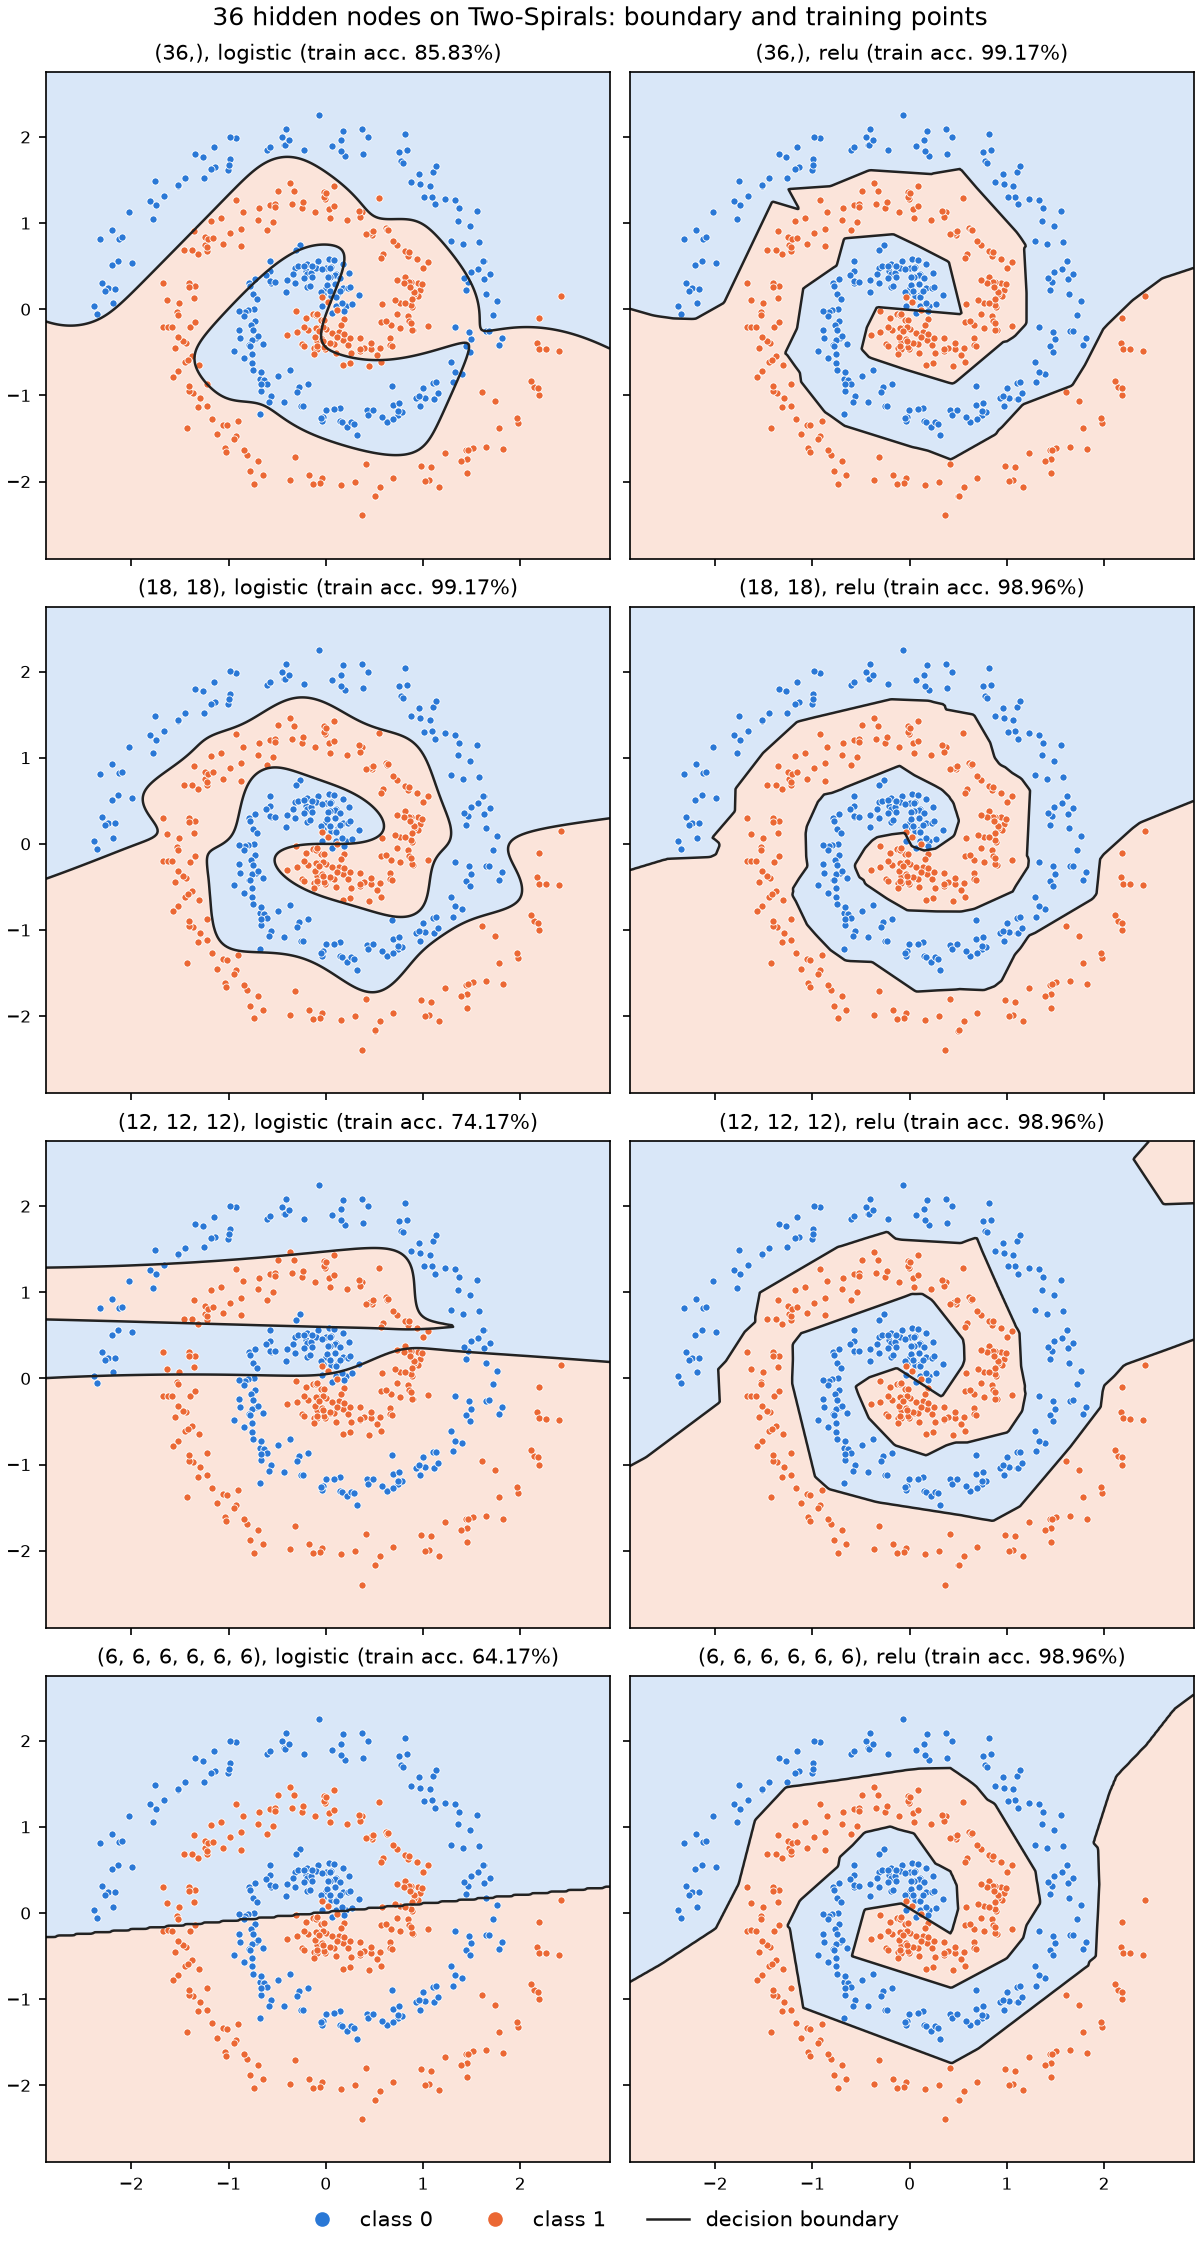 36 hidden nodes on Two-Spirals: boundary and training points
(36,), logistic (train acc. 85.83%)
(36,), relu (train acc. 99.17%)
2
1
0
−1
−2
(18, 18), logistic (train acc. 99.17%)
(18, 18), relu (train acc. 98.96%)
2
1
0
−1
−2
(12, 12, 12), logistic (train acc. 74.17%)
(12, 12, 12), relu (train acc. 98.96%)
2
1
0
−1
−2
(6, 6, 6, 6, 6, 6), logistic (train acc. 64.17%)
(6, 6, 6, 6, 6, 6), relu (train acc. 98.96%)
2
1
0
−1
−2
−2 −1 0 1 2
−2 −1 0 1 2
class 0 class 1 decision boundary